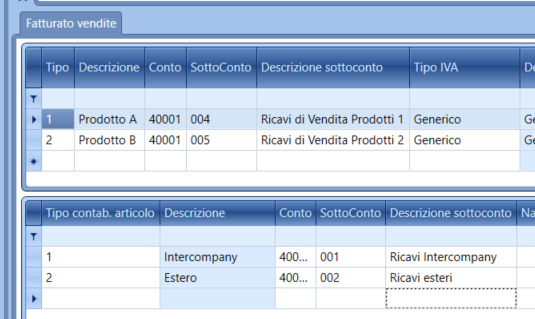 Fatturato vendite
Tipo Descrizione Conto SottoConto Descrizione sottoconto Tipo IVA De
1 Prodotto A 40001 004 Ricavi di Vendita Prodotti 1 Generico Ge
2 Prodotto B 40001 005 Ricavi di Vendita Prodotti 2 Generico Ge
Tipo contab. articolo Descrizione Conto SottoConto Descrizione sottoconto Na
1 Intercompany 400... 001 Ricavi Intercompany
2 Estero 400... 002 Ricavi esteri